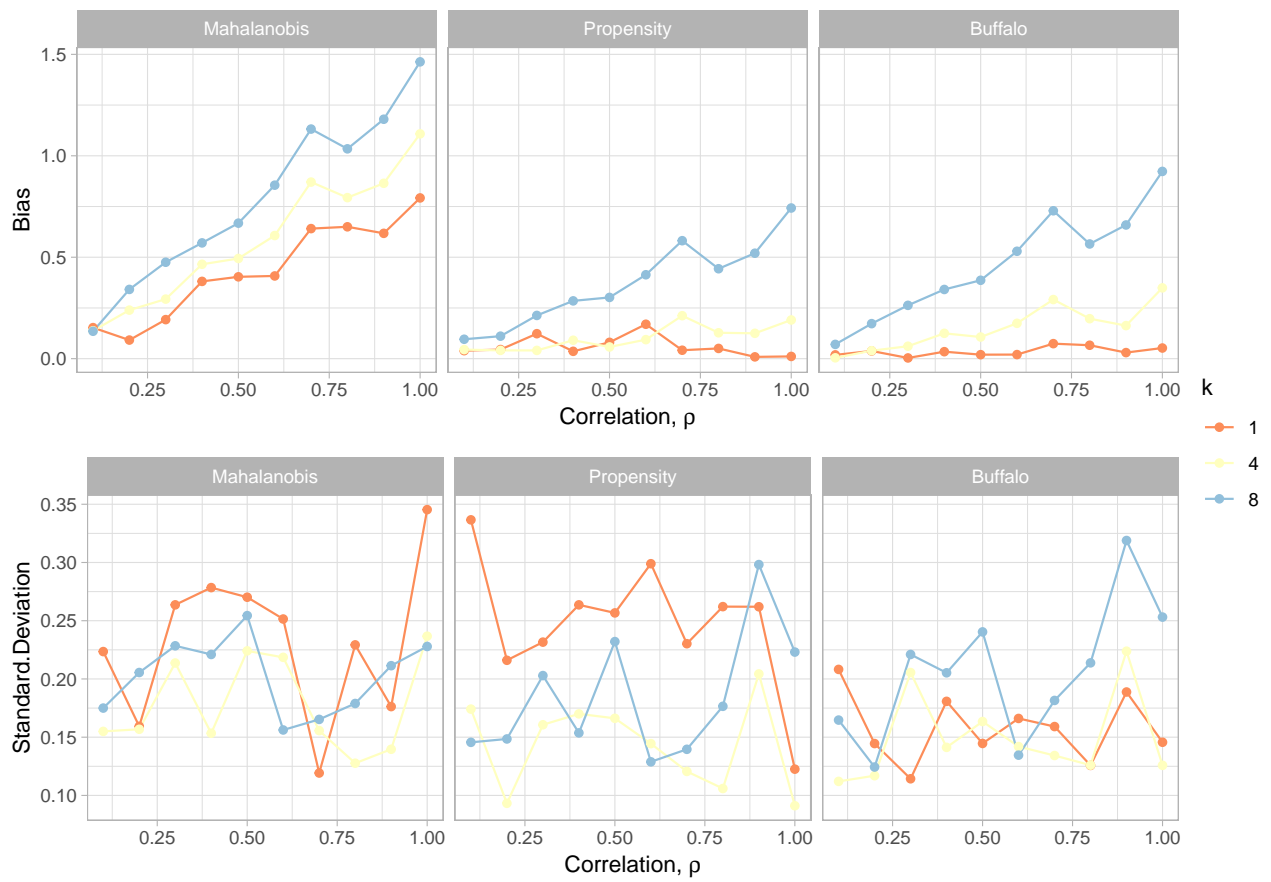 Mahalanobis Propensity Buffalo
1.5
1.0
0.5
0.0
Bias
0.25 0.50 0.75 1.00 0.25 0.50 0.75 1.00 0.25 0.50 0.75 1.00
Correlation, ρ
k
1
4
8
Mahalanobis Propensity Buffalo
0.35
0.30
0.25
0.20
0.15
0.10
Standard.Deviation
0.25 0.50 0.75 1.00 0.25 0.50 0.75 1.00 0.25 0.50 0.75 1.00
Correlation, ρ